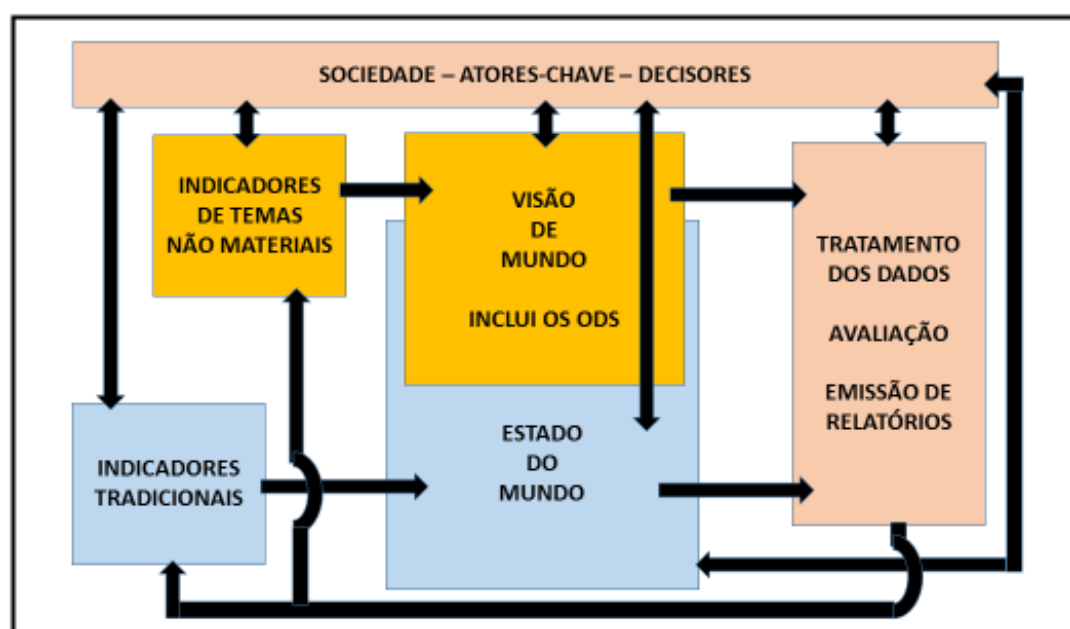 SOCIEDADE – ATORES-CHAVE – DECISORES
INDICADORES
DE TEMAS
NÃO MATERIAIS
VISÃO
DE
MUNDO
INCLUI OS ODS
TRATAMENTO
DOS DADOS
AVALIAÇÃO
EMISSÃO DE
RELATÓRIOS
INDICADORES
TRADICIONAIS
ESTADO
DO
MUNDO